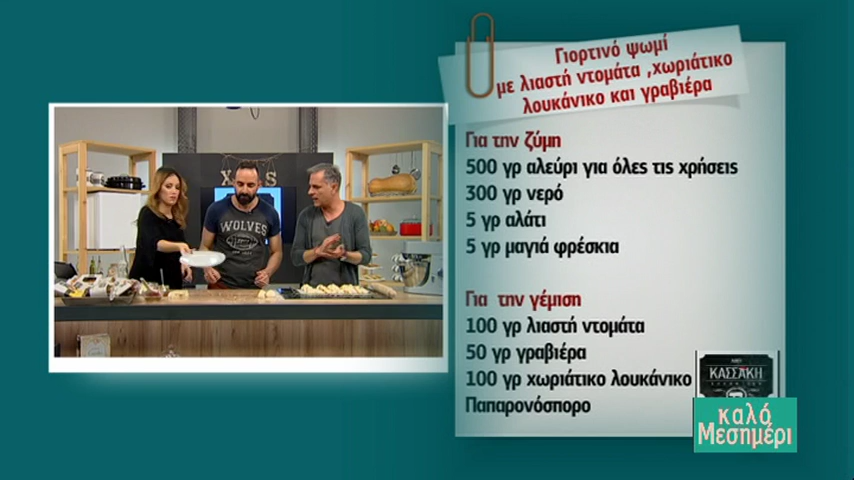 Γιορτινό ψωμί
με λιαστή ντομάτα ,χωριάτικο
λουκάνικο και γραβιέρα
Για την ζύμη
500 γρ αλεύρι για όλες τις χρήσεις
300 γρ νερό
5 γρ αλάτι
5 γρ μαγιά φρέσκια
Για την γέμιση
100 γρ λιαστή ντομάτα
50 γρ γραβιέρα
100 γρ χωριάτικο λουκάνικο
Παπαρονόσπορο
ΚΑΣΣΑΚΗ
καλό
Μεσημέρι
WOLVES